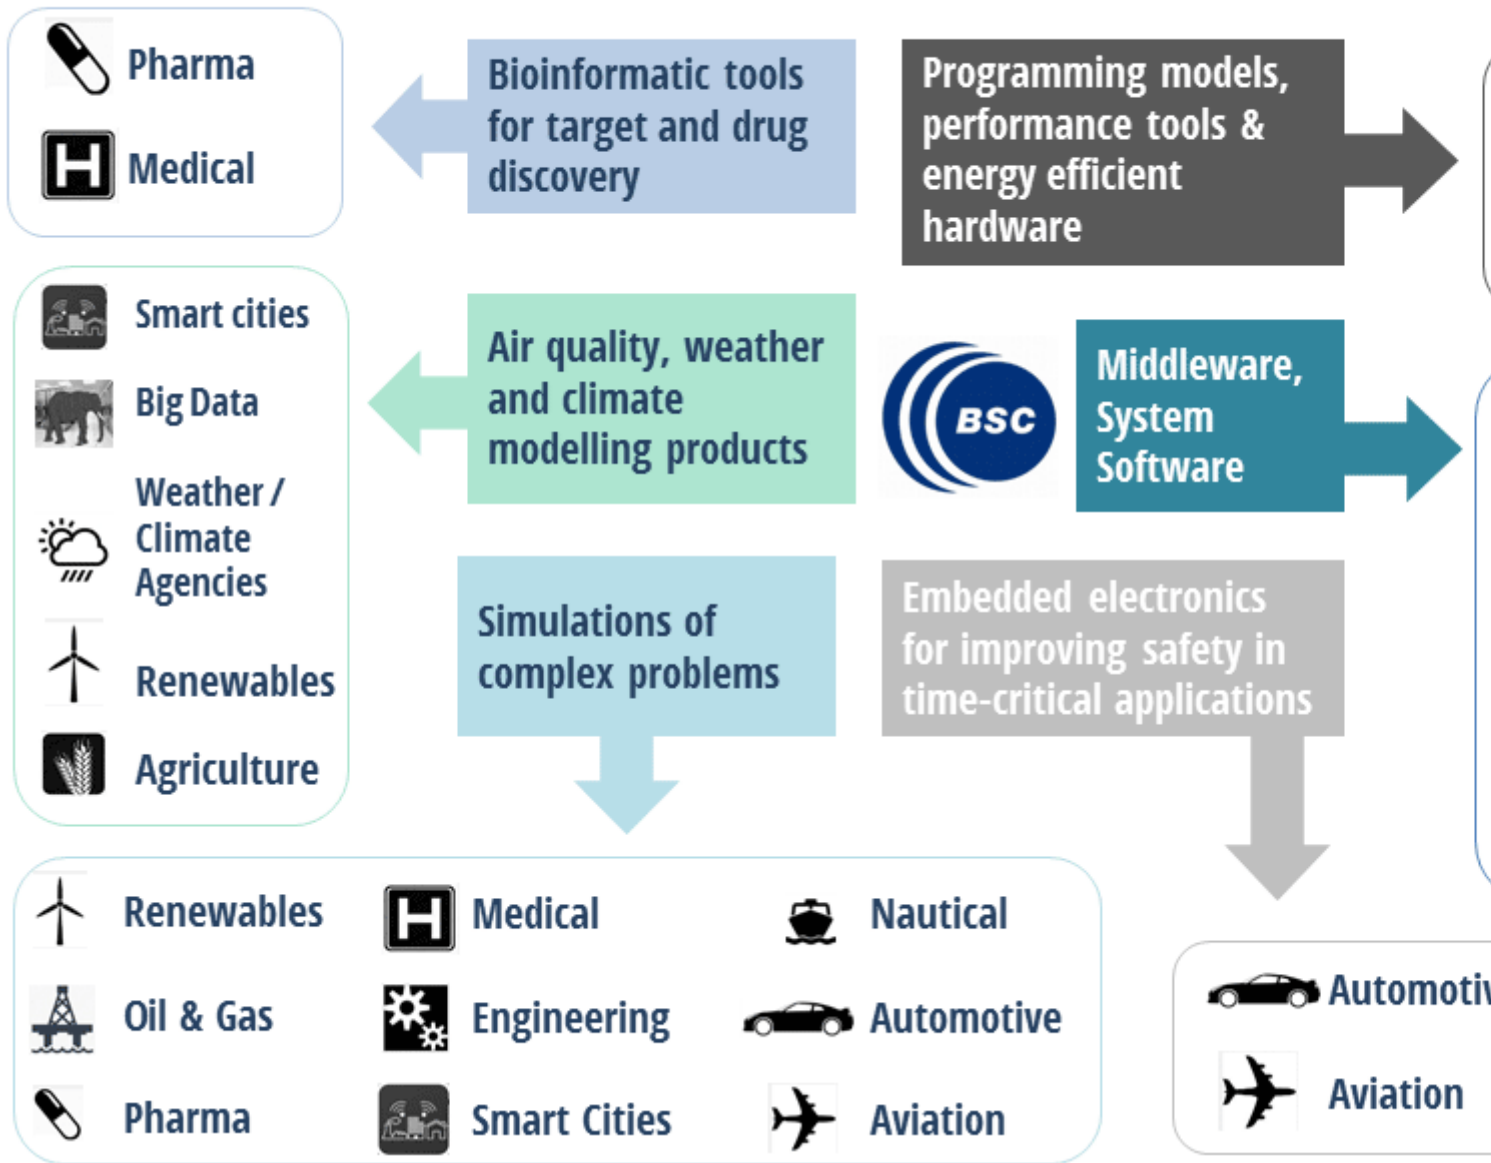 Pharma
Medical
Bioinformatic tools
for target and drug
discovery
Programming models,
performance tools &
energy efficient
hardware
Smart cities
Big Data
Weather /
Climate
Agencies
Renewables
Agriculture
Air quality, weather
and climate
modelling products
BSC
Middleware,
System
Software
Simulations of
complex problems
Embedded electronics
for improving safety in
time-critical applications
Renewables
Oil & Gas
Pharma
Medical
Engineering
Smart Cities
Nautical
Automotive
Aviation
Automotiv
Aviation